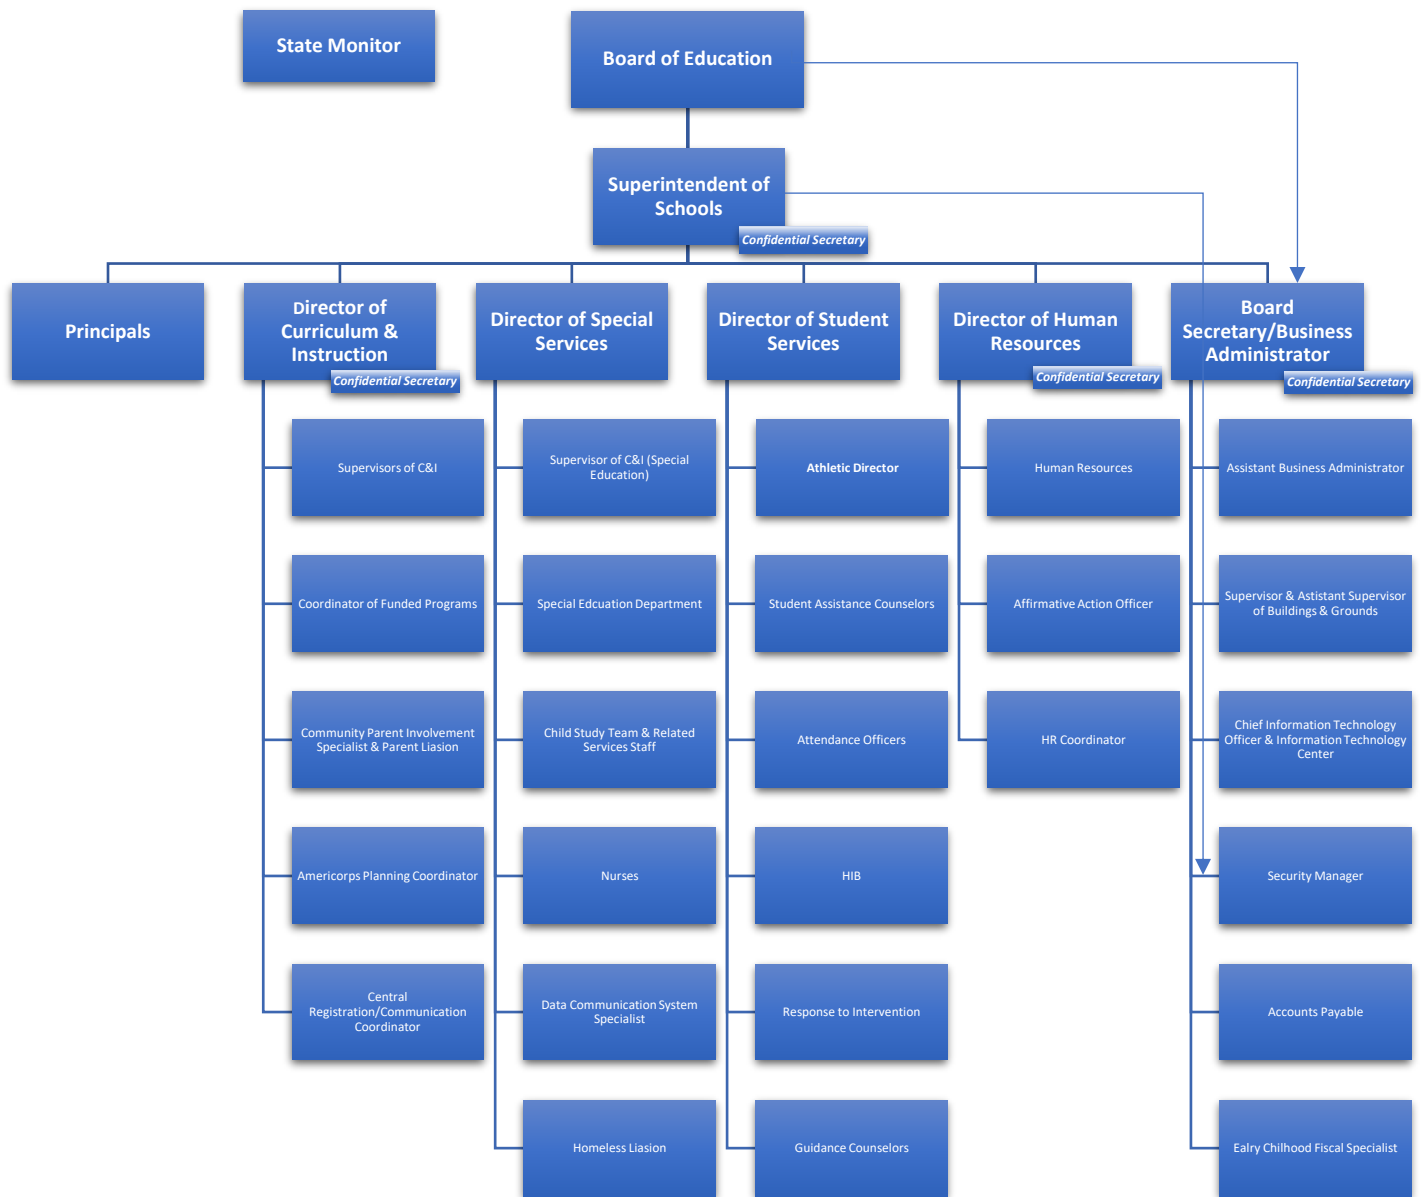 State Monitor
Board of Education
Superintendent of
Schools
Confidential Secretary
Principals
Director of
Curriculum &
Instruction
Confidential Secretary
Director of Special
Services
Director of Student
Services
Director of Human
Resources
Confidential Secretary
Board
Secretary/Business
Administrator
Confidential Secretary
Supervisors of C&I
Supervisor of C&I (Special
Education)
Athletic Director
Human Resources
Assistant Business Administrator
Coordinator of Funded Programs
Special Edcuation Department
Student Assistance Counselors
Affirmative Action Officer
Supervisor & Astistant Supervisor
of Buildings & Grounds
Community Parent Involvement
Specialist & Parent Liasion
Child Study Team & Related
Services Staff
Attendance Officers
HR Coordinator
Chief Information Technology
Officer & Information Technology
Center
Americorps Planning Coordinator
Nurses
HIB
Security Manager
Central
Registration/Communication
Coordinator
Data Communication System
Specialist
Response to Intervention
Accounts Payable
Homeless Liasion
Guidance Counselors
Ealry Chilhood Fiscal Specialist